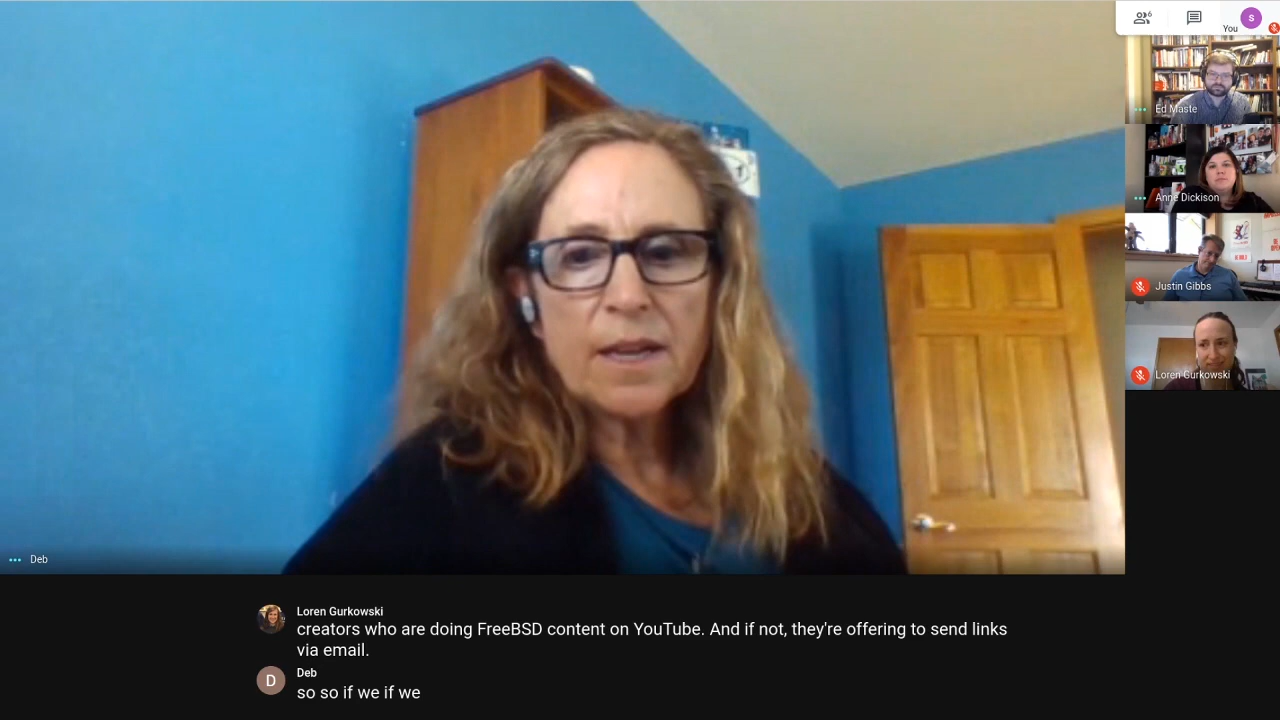 6
You
S
Ed Maste
Anne Dickison
Justin Gibbs
Loren Gurkowski
Deb
Loren Gurkowski
creators who are doing FreeBSD content on YouTube. And if not, they're offering to send links
via email.
D
Deb
so so if we if we